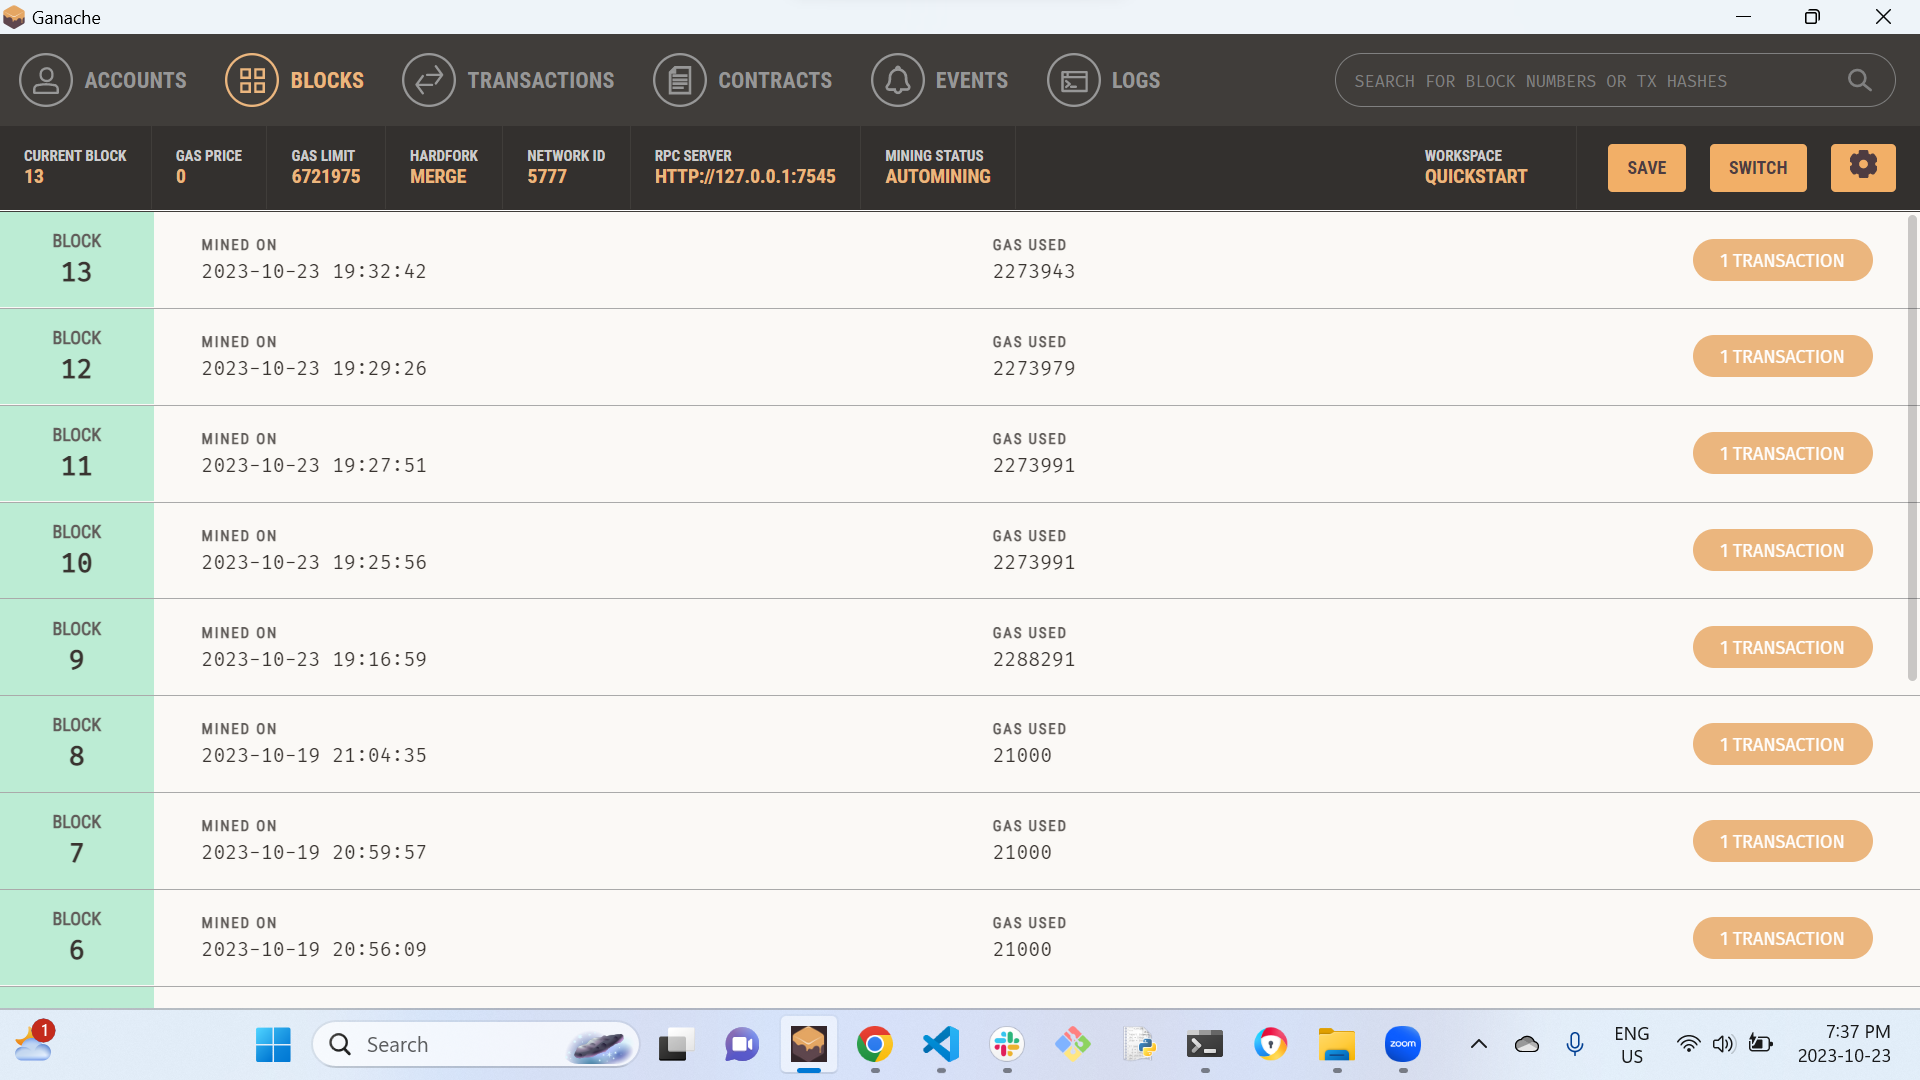 Ganache
ACCOUNTS BLOCKS TRANSACTIONS CONTRACTS EVENTS LOGS SEARCH FOR BLOCK NUMBERS OR TX HASHES
CURRENT BLOCK GAS PRICE GAS LIMIT HARDFORK NETWORK ID RPC SERVER MINING STATUS WORKSPACE
13 0 6721975 MERGE 5777 HTTP://127.0.0.1:7545 AUTOMINING QUICKSTART
SAVE SWITCH
BLOCK MINED ON GAS USED
13 2023-10-23 19:32:42 2273943 1 TRANSACTION
BLOCK MINED ON GAS USED
12 2023-10-23 19:29:26 2273979 1 TRANSACTION
BLOCK MINED ON GAS USED
11 2023-10-23 19:27:51 2273991 1 TRANSACTION
BLOCK MINED ON GAS USED
10 2023-10-23 19:25:56 2273991 1 TRANSACTION
BLOCK MINED ON GAS USED
9 2023-10-23 19:16:59 2288291 1 TRANSACTION
BLOCK MINED ON GAS USED
8 2023-10-19 21:04:35 21000 1 TRANSACTION
BLOCK MINED ON GAS USED
7 2023-10-19 20:59:57 21000 1 TRANSACTION
BLOCK MINED ON GAS USED
6 2023-10-19 20:56:09 21000 1 TRANSACTION
1 Search zoom ENG 7:37 PM
US 2023-10-23